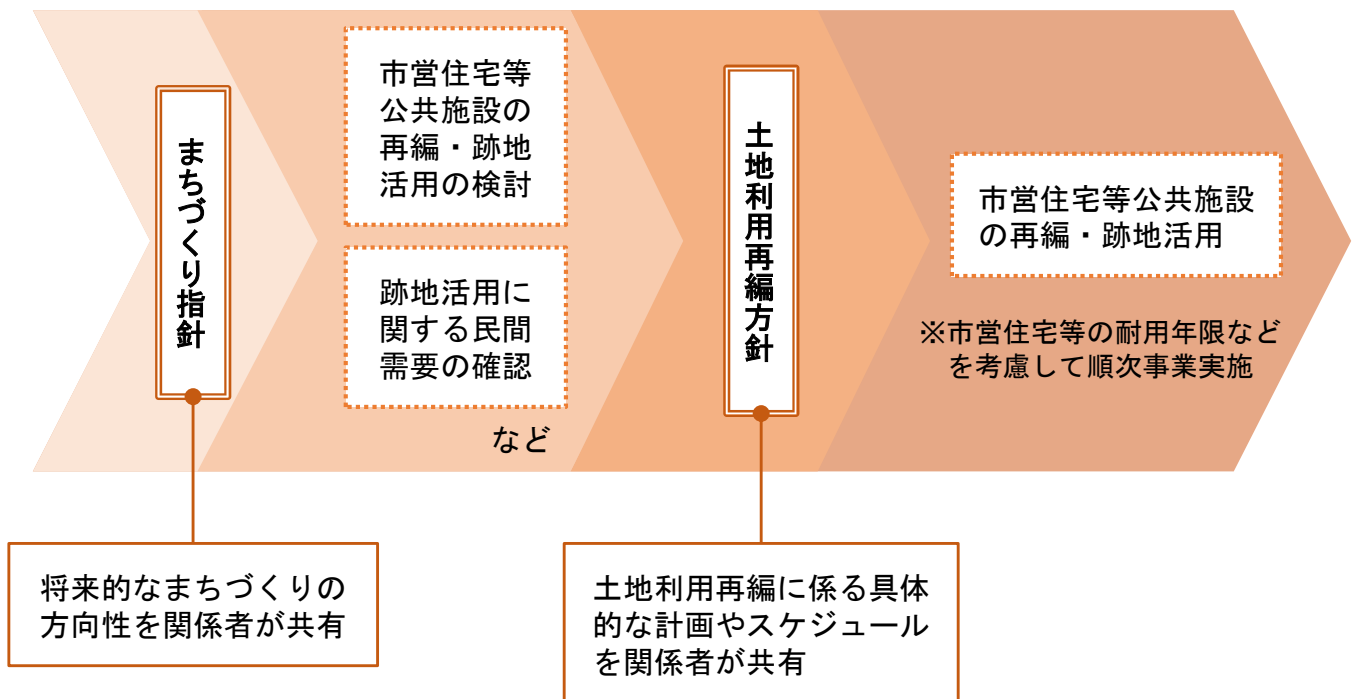 まちづくり指針
市営住宅等
公共施設の
再編・跡地
活用の検討
跡地活用に
関する民間
需要の確認
など
土地利用再編方針
市営住宅等公共施設
の再編・跡地活用
※市営住宅等の耐用年限など
を考慮して順次事業実施
将来的なまちづくりの
方向性を関係者が共有
土地利用再編に係る具体
的な計画やスケジュール
を関係者が共有